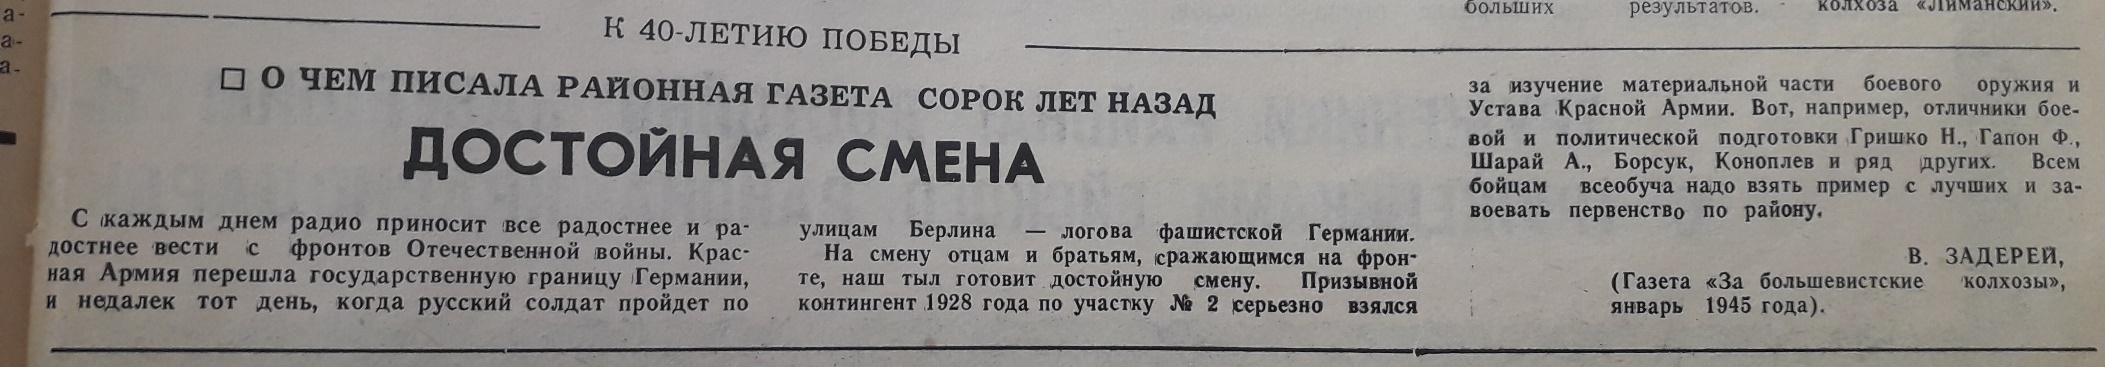 а-
а-
а-
больших результатов. - колхоза «Лиманский».
К 40-ЛЕТИЮ ПОБЕДЫ
□ О ЧЕМ ПИСАЛА РАЙОННАЯ ГАЗЕТА СОРОК ЛЕТ НАЗАД
ДОСТОЙНАЯ СМЕНА
С каждым днем радио приносит все радостнее и ра-
достнее вести с фронтов Отечественной войны. Крас-
ная Армия перешла государственную границу Германии,
и недалек тот день, когда русский солдат пройдет по
улицам Берлина — логова фашистской Германии.
На смену отцам и братьям, сражающимся на фрон-
те, наш тыл готовит достойную смену. Призывной
контингент 1928 года по участку № 2 серьезно взялся
за изучение материальной части боевого оружия и
Устава Красной Армии. Вот, например, отличники бое-
вой и политической подготовки Гришко Н., Гапон Ф.,
Шарай А., Борсук, Коноплев и ряд других. Всем
бойцам всеобуча надо взять пример с лучших и за-
воевать первенство по району.
В. ЗАДЕРЕЙ,
(Газета «За большевистские колхозы»,
январь 1945 года).